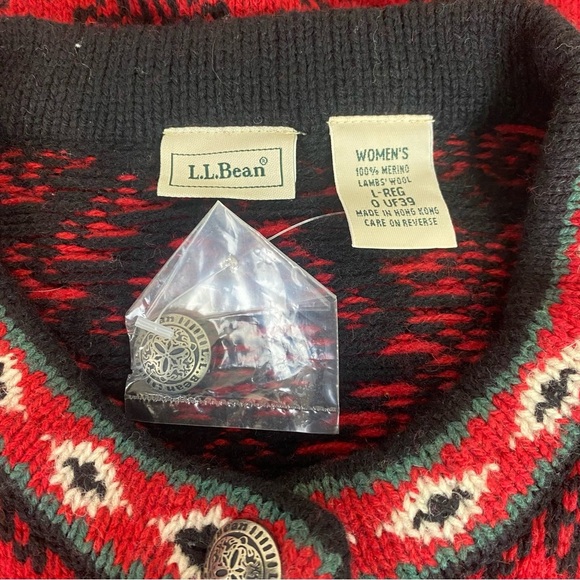 L.L.Bean®
WOMEN'S
100% MERINO
LAMBS' WOOL
L-REG
0 UF39
MADE IN HONG KONG
CARE ON REVERSE